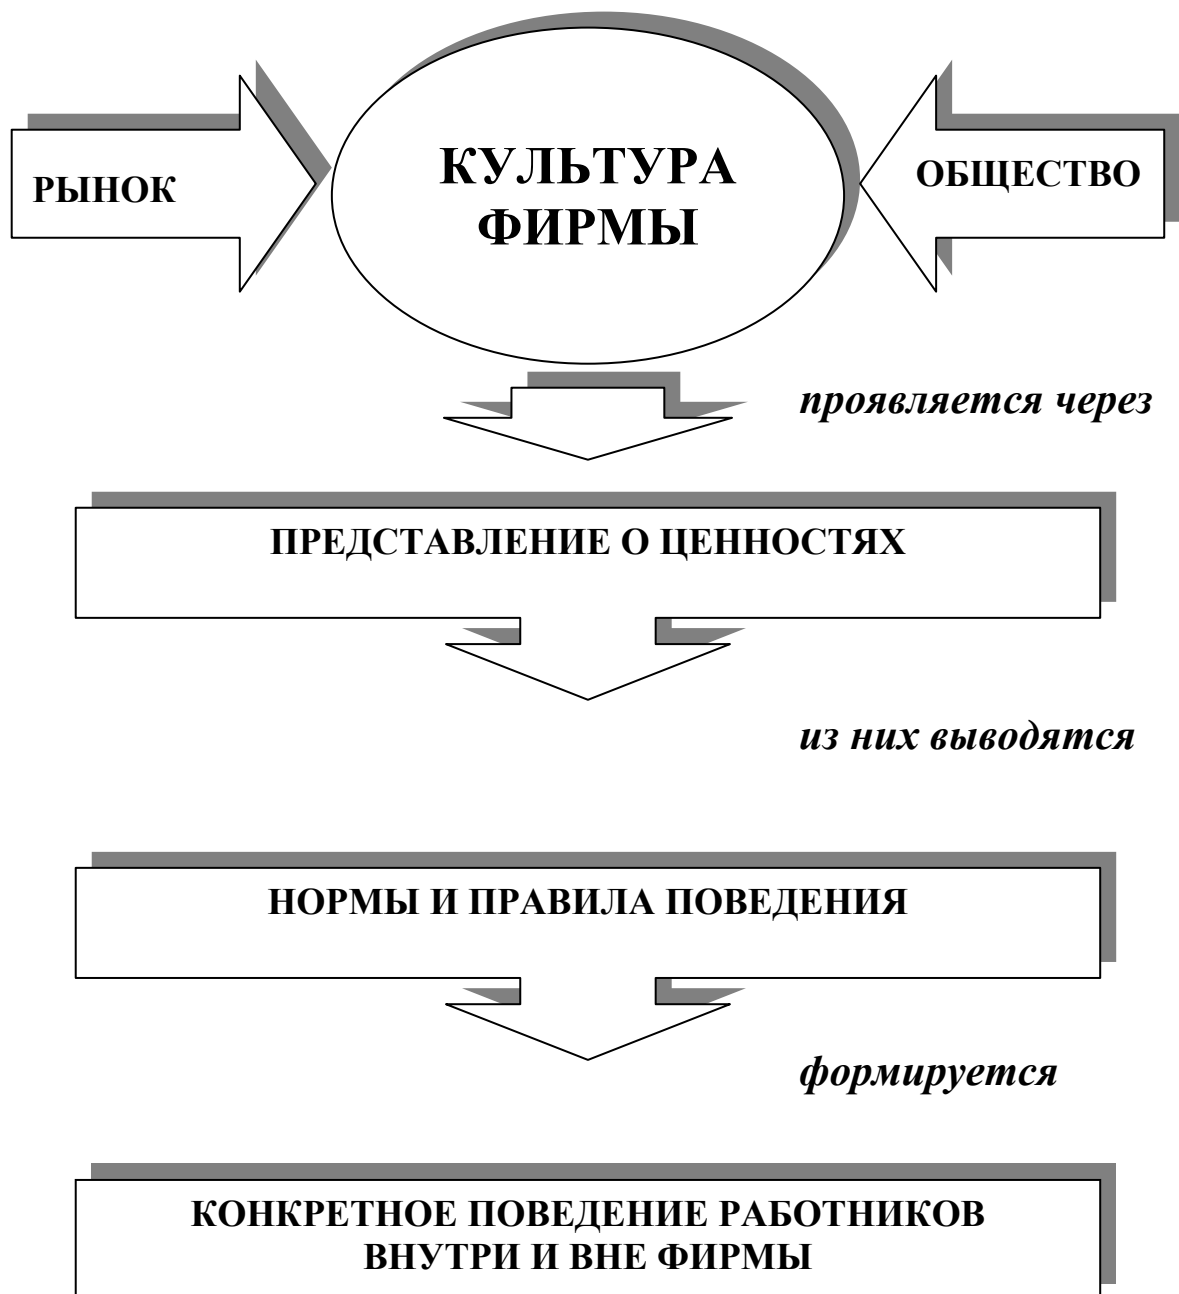 КУЛЬТУРА
ФИРМЫ
РЫНОК
ОБЩЕСТВО
проявляется через
ПРЕДСТАВЛЕНИЕ О ЦЕННОСТЯХ
из них выводятся
НОРМЫ И ПРАВИЛА ПОВЕДЕНИЯ
формируется
КОНКРЕТНОЕ ПОВЕДЕНИЕ РАБОТНИКОВ
ВНУТРИ И ВНЕ ФИРМЫ